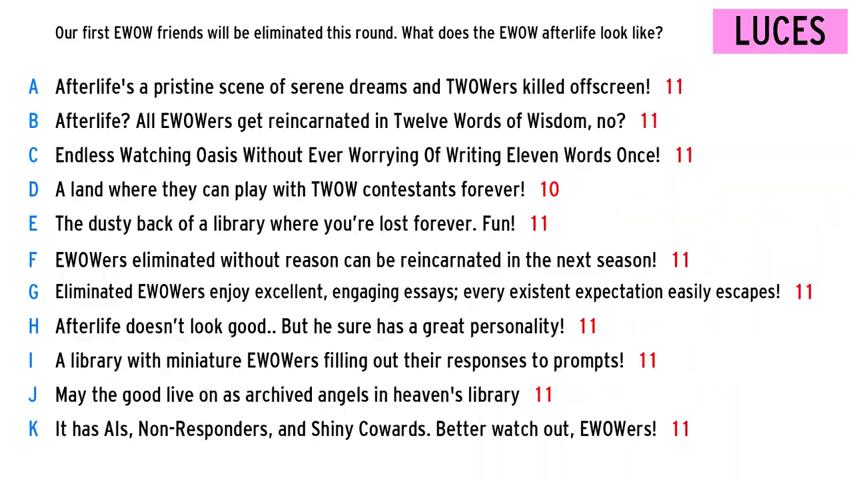 Our first EWOW friends will be eliminated this round. What does the EWOW afterlife look like?
LUCES
A Afterlife's a pristine scene of serene dreams and TWOWers killed offscreen! 11
B Afterlife? All EWOWers get reincarnated in Twelve Words of Wisdom, no? 11
C Endless Watching Oasis Without Ever Worrying Of Writing Eleven Words Once! 11
D A land where they can play with TWOW contestants forever! 10
E The dusty back of a library where you’re lost forever. Fun! 11
F EWOWers eliminated without reason can be reincarnated in the next season! 11
G Eliminated EWOWers enjoy excellent, engaging essays; every existent expectation easily escapes! 11
H Afterlife doesn’t look good.. But he sure has a great personality! 11
I A library with miniature EWOWers filling out their responses to prompts! 11
J May the good live on as archived angels in heaven's library 11
K It has AIs, Non-Responders, and Shiny Cowards. Better watch out, EWOWers! 11